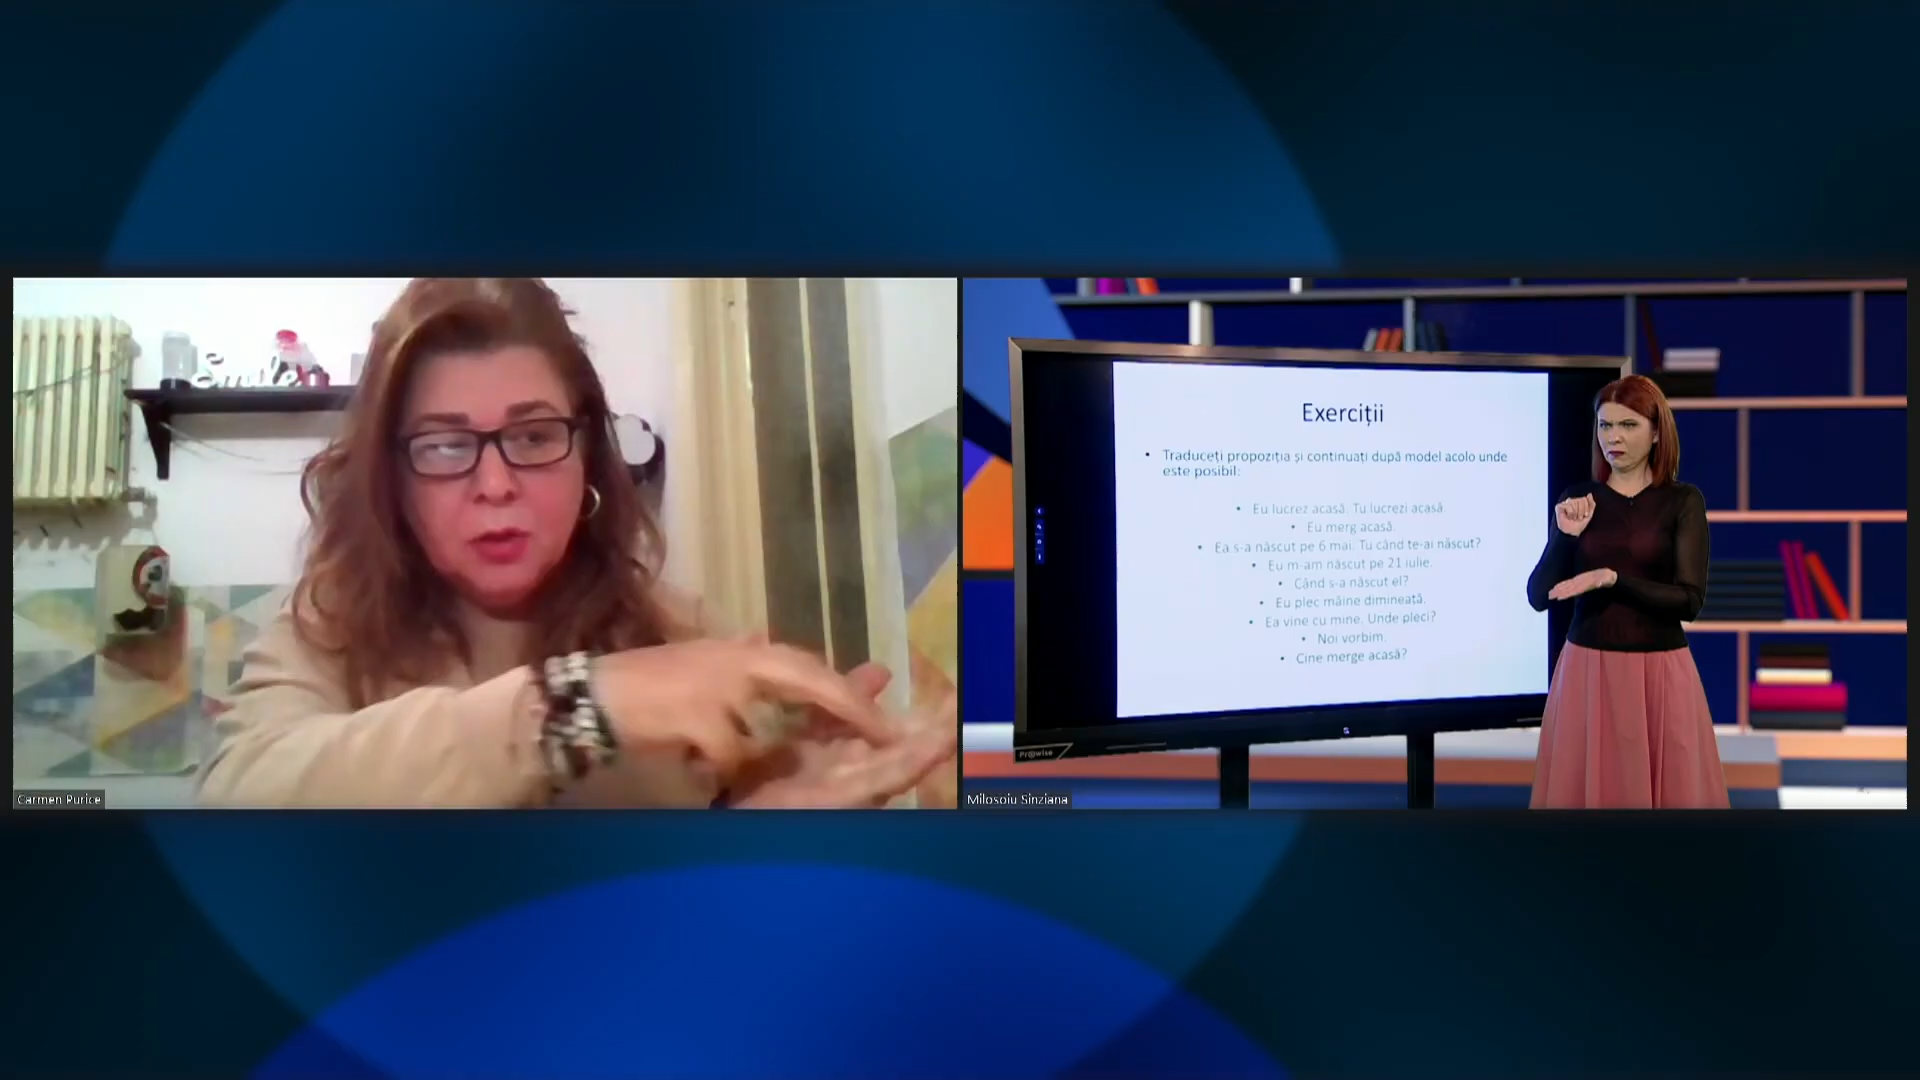 Smile
Carmen Purice
Exerciții
• Traduceți propoziția și continuați după model acolo unde
este posibil:
• Eu lucrez acasă. Tu lucrezi acasă.
• Eu merg acasă.
• Ea s-a născut pe 6 mai. Tu când te-ai născut?
• Eu m-am născut pe 21 iulie.
• Când s-a născut el?
• Eu plec mâine dimineață.
• Ea vine cu mine. Unde pleci?
• Noi vorbim.
• Cine merge acasă?
Prowise
Milosoiu Sinziana